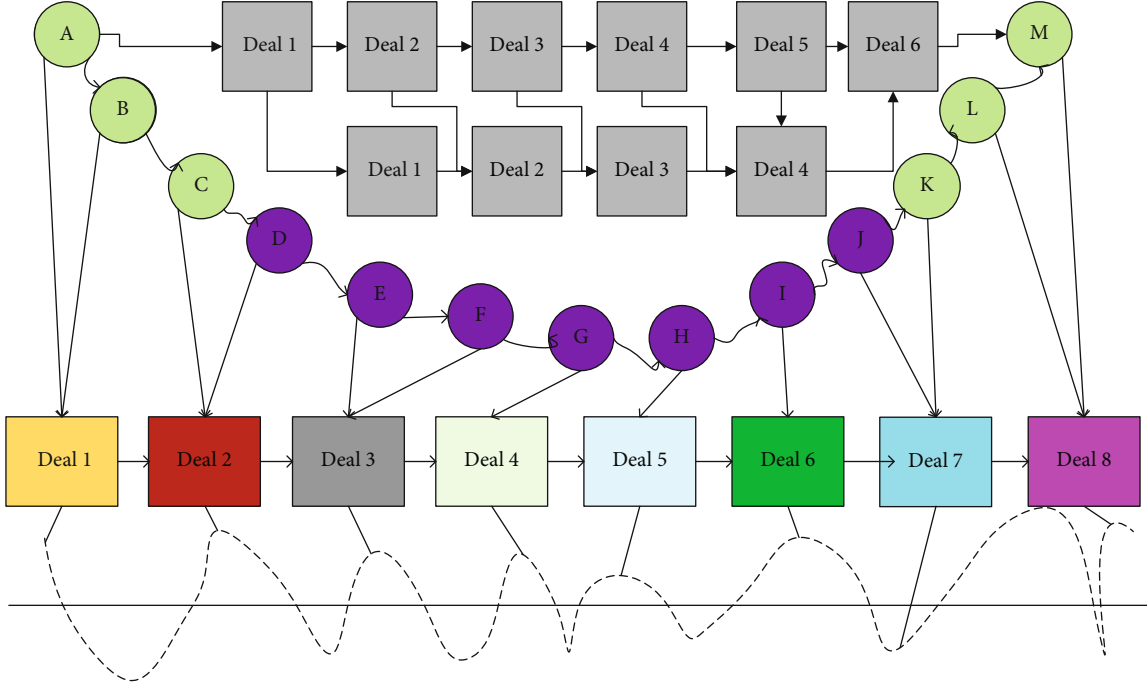 A
Deal 1
Deal 2
Deal 3
Deal 4
Deal 5
Deal 6
M
B
L
Deal 1
Deal 2
Deal 3
Deal 4
C
K
D
J
E
I
F
G
H
Deal 1
Deal 2
Deal 3
Deal 4
Deal 5
Deal 6
Deal 7
Deal 8